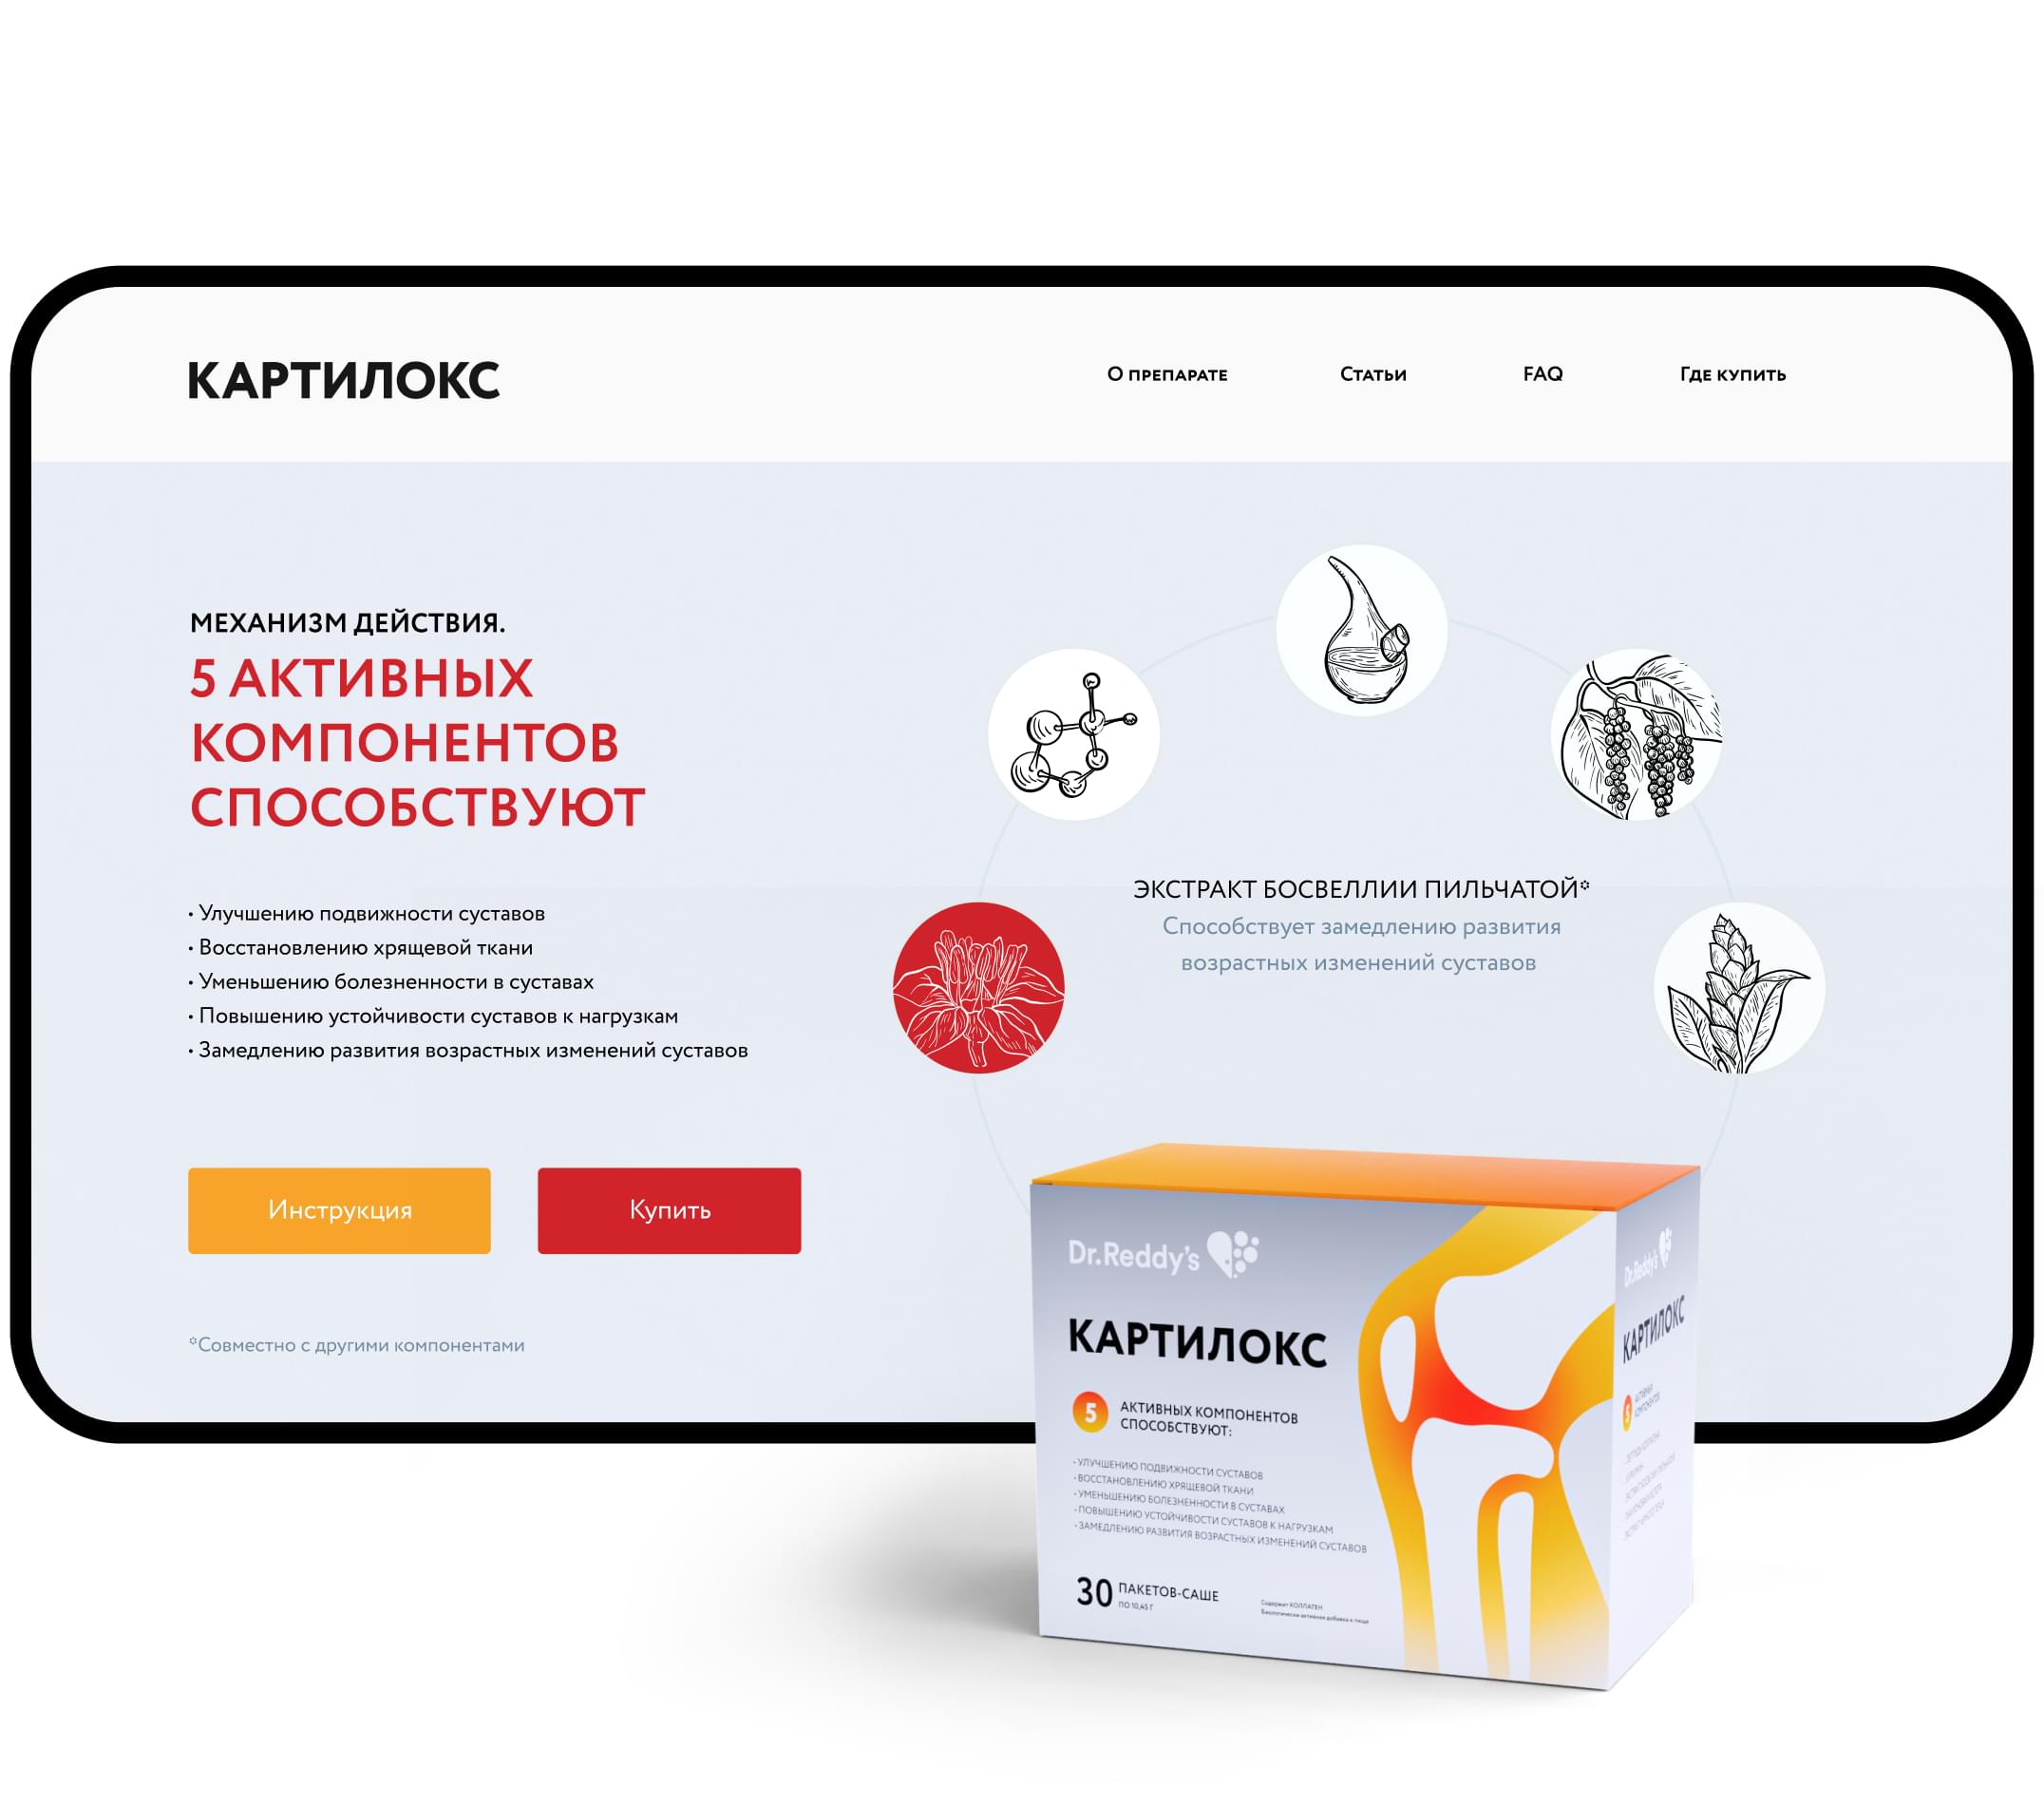 КАРТИЛОКС
О ПРЕПАРАТЕ
СТАТЬИ
FAQ
ГДЕ КУПИТЬ
МЕХАНИЗМ ДЕЙСТВИЯ.
5 АКТИВНЫХ
КОМПОНЕНТОВ
СПОСОБСТВУЮТ
• Улучшению подвижности суставов
• Восстановлению хрящевой ткани
• Уменьшению болезненности в суставах
• Повышению устойчивости суставов к нагрузкам
• Замедлению развития возрастных изменений суставов
Инструкция
Купить
*Совместно с другими компонентами
ЭКСТРАКТ БОСВЕЛЛИИ ПИЛЬЧАТОЙ*
Способствует замедлению развития
возрастных изменений суставов
Dr.Reddy's
КАРТИЛОКС
5
АКТИВНЫХ КОМПОНЕНТОВ
СПОСОБСТВУЮТ:
• УЛУЧШЕНИЮ ПОДВИЖНОСТИ СУСТАВОВ
• ВОССТАНОВЛЕНИЮ ХРЯЩЕВОЙ ТКАНИ
• УМЕНЬШЕНИЮ БОЛЕЗНЕННОСТИ В СУСТАВАХ
• ПОВЫШЕНИЮ УСТОЙЧИВОСТИ СУСТАВОВ К НАГРУЗКАМ
• ЗАМЕДЛЕНИЮ РАЗВИТИЯ ВОЗРАСТНЫХ ИЗМЕНЕНИЙ СУСТАВОВ
30 ПАКЕТОВ-САШЕ
ПО 10,45 Г
Содержит КОЛЛАГЕН
Биологически активная добавка к пище
Dr.Reddy's
КАРТИЛОКС
5
АКТИВНЫХ
КОМПОНЕНТОВ